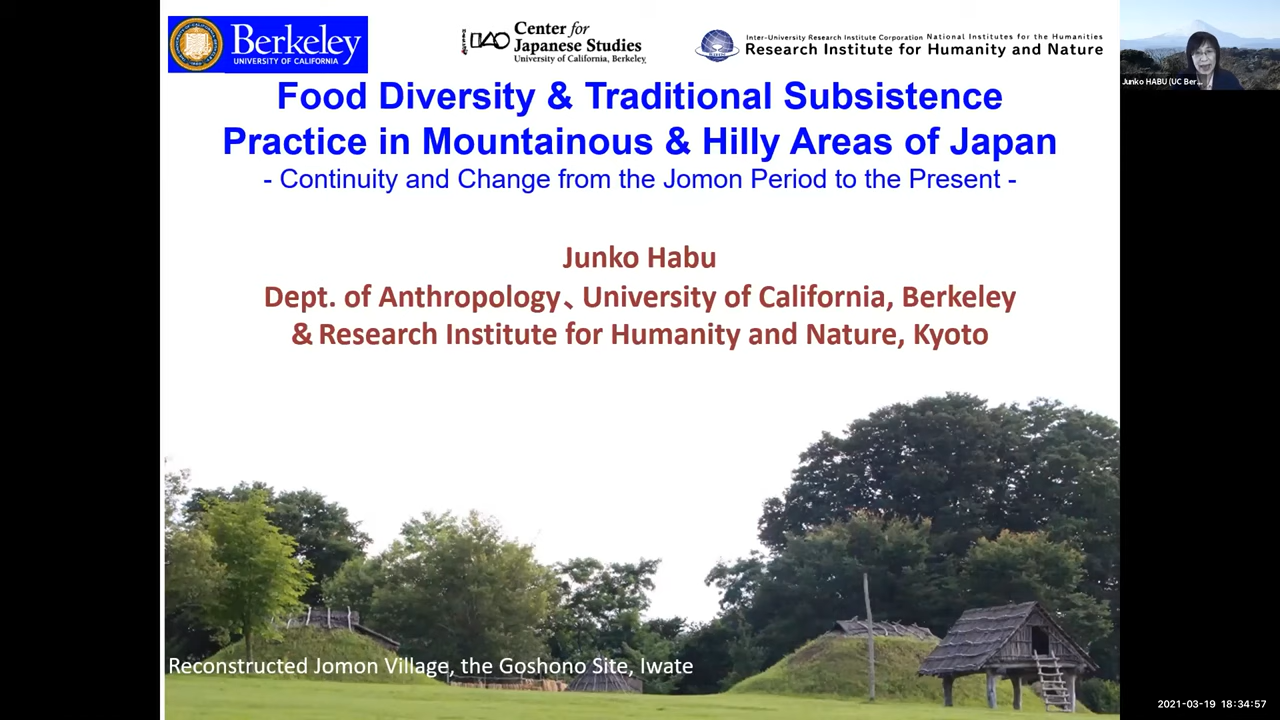 Berkeley
UNIVERSITY OF CALIFORNIA
Center for
Japanese Studies
University of California, Berkeley
Inter-University Research Institute Corporation National Institutes for the Humanities
Research Institute for Humanity and Nature
Junko HABU (UC Ber...
Food Diversity & Traditional Subsistence
Practice in Mountainous & Hilly Areas of Japan
- Continuity and Change from the Jomon Period to the Present -
Junko Habu
Dept. of Anthropology、University of California, Berkeley
& Research Institute for Humanity and Nature, Kyoto
Reconstructed Jomon Village, the Goshono Site, Iwate
2021-03-19 18:34:57